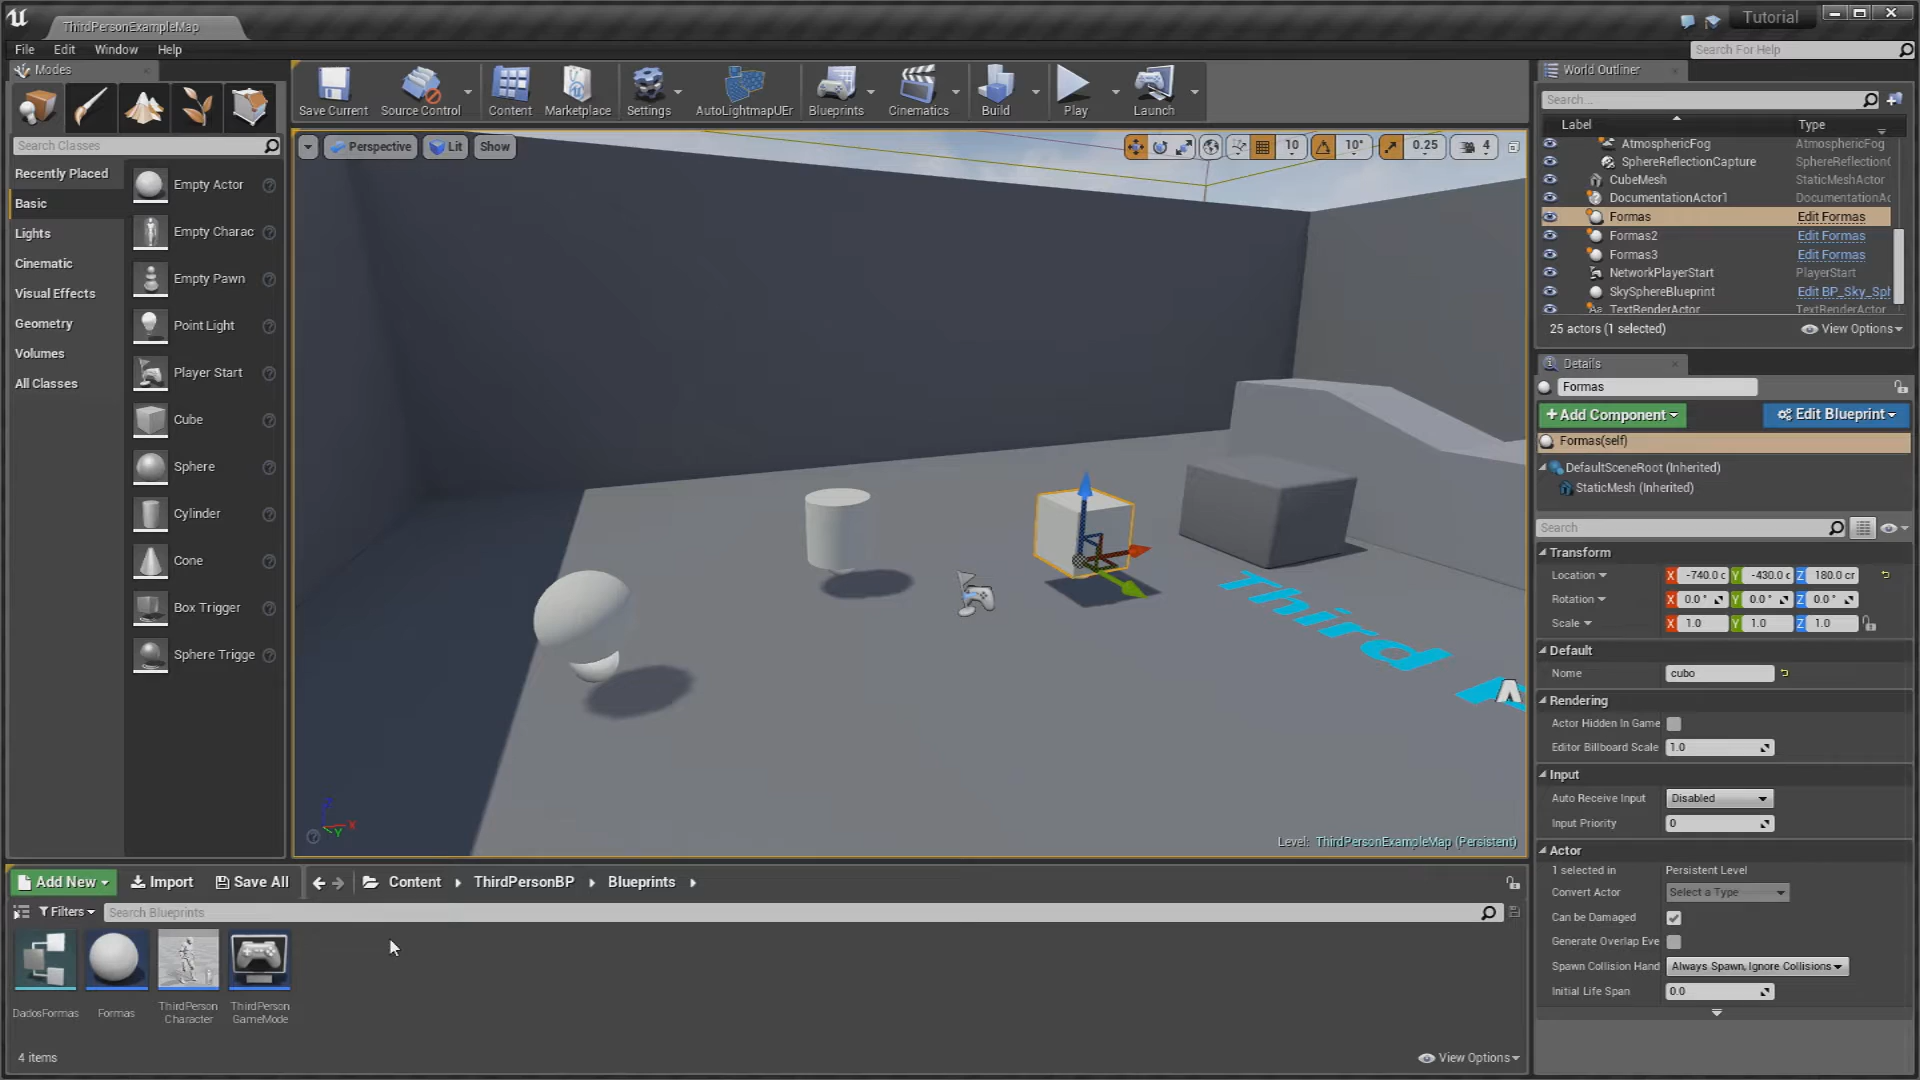 ThirdPersonExampleMap
Tutorial
File Edit Window Help
Search For Help
Modes
Search Classes
Recently Placed
Basic
Lights
Cinematic
Visual Effects
Geometry
Volumes
All Classes
Empty Actor
Empty Charac
Empty Pawn
Point Light
Player Start
Cube
Sphere
Cylinder
Cone
Box Trigger
Sphere Trigge
Save Current
Source Control
Content
Marketplace
Settings
AutoLightmapUEr
Blueprints
Cinematics
Build
Play
Launch
Perspective
Lit
Show
10
10°
0.25
4
Third
Level: ThirdPersonExampleMap (Persistent)
X
Y
Z
World Outliner
Search...
Label Type
AtmosphericFog AtmosphericFog
SphereReflectionCapture SphereReflectionC
CubeMesh StaticMeshActor
DocumentationActor1 DocumentationAc
Formas Edit Formas
Formas2 Edit Formas
Formas3 Edit Formas
NetworkPlayerStart PlayerStart
SkySphereBlueprint Edit BP_Sky_Sph
TextRenderActor TextRenderActor
25 actors (1 selected) View Options
Details
Formas
+Add Component Edit Blueprint
Formas(self)
DefaultSceneRoot (Inherited)
StaticMesh (Inherited)
Search
Transform
Location X -740.0 c Y -430.0 c Z 180.0 cr
Rotation X 0.0 ° Y 0.0 ° Z 0.0 °
Scale X 1.0 Y 1.0 Z 1.0
Default
Nome cubo
Rendering
Actor Hidden In Game
Editor Billboard Scale 1.0
Input
Auto Receive Input Disabled
Input Priority 0
Actor
1 selected in Persistent Level
Convert Actor Select a Type
Can be Damaged
Generate Overlap Eve
Spawn Collision Hand Always Spawn, Ignore Collisions
Initial Life Span 0.0
Add New Import Save All Content ThirdPersonBP Blueprints
Filters Search Blueprints
DadosFormas
Formas
ThirdPerson
Character
ThirdPerson
GameMode
4 items
View Options